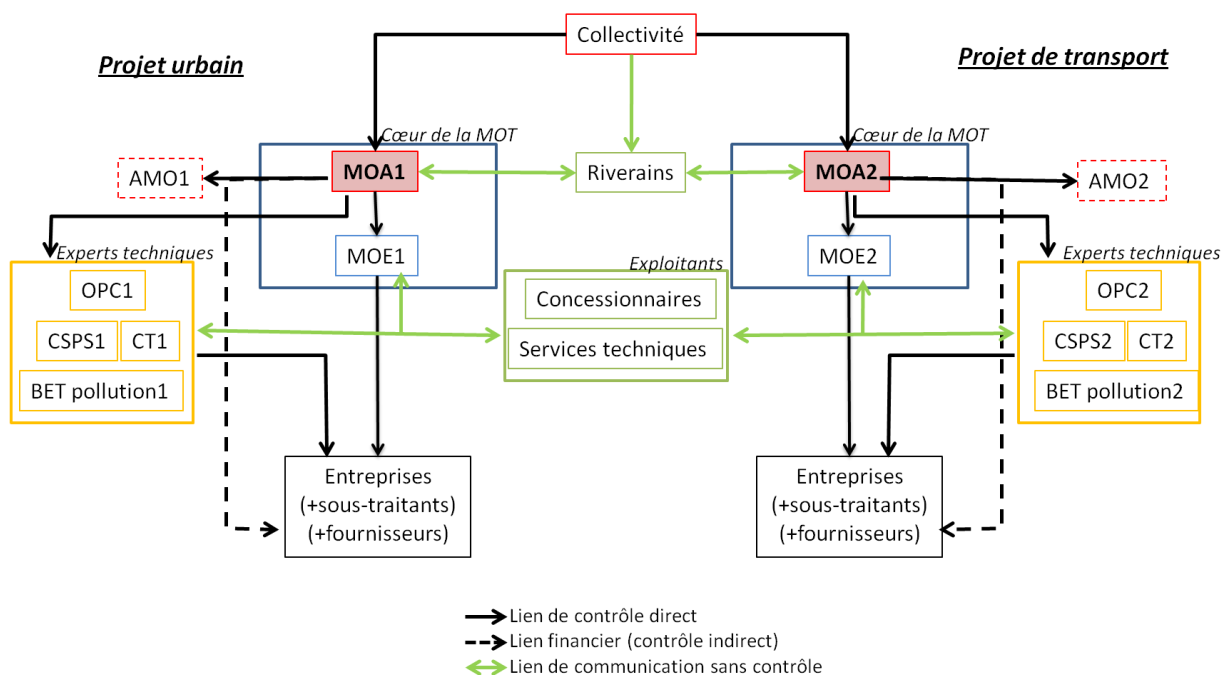 Collectivité
Projet urbain
Projet de transport
Cœur de la MOT
Cœur de la MOT
AMO1
MOA1
Riverains
MOA2
AMO2
Experts techniques
MOE1
Exploitants
MOE2
Experts techniques
OPC1
Concessionnaires
OPC2
CSPS1
CT1
Services techniques
CSPS2
CT2
BET pollution1
BET pollution2
Entreprises
(+sous-traitants)
(+fournisseurs)
Entreprises
(+sous-traitants)
(+fournisseurs)
Lien de contrôle direct
Lien financier (contrôle indirect)
Lien de communication sans contrôle